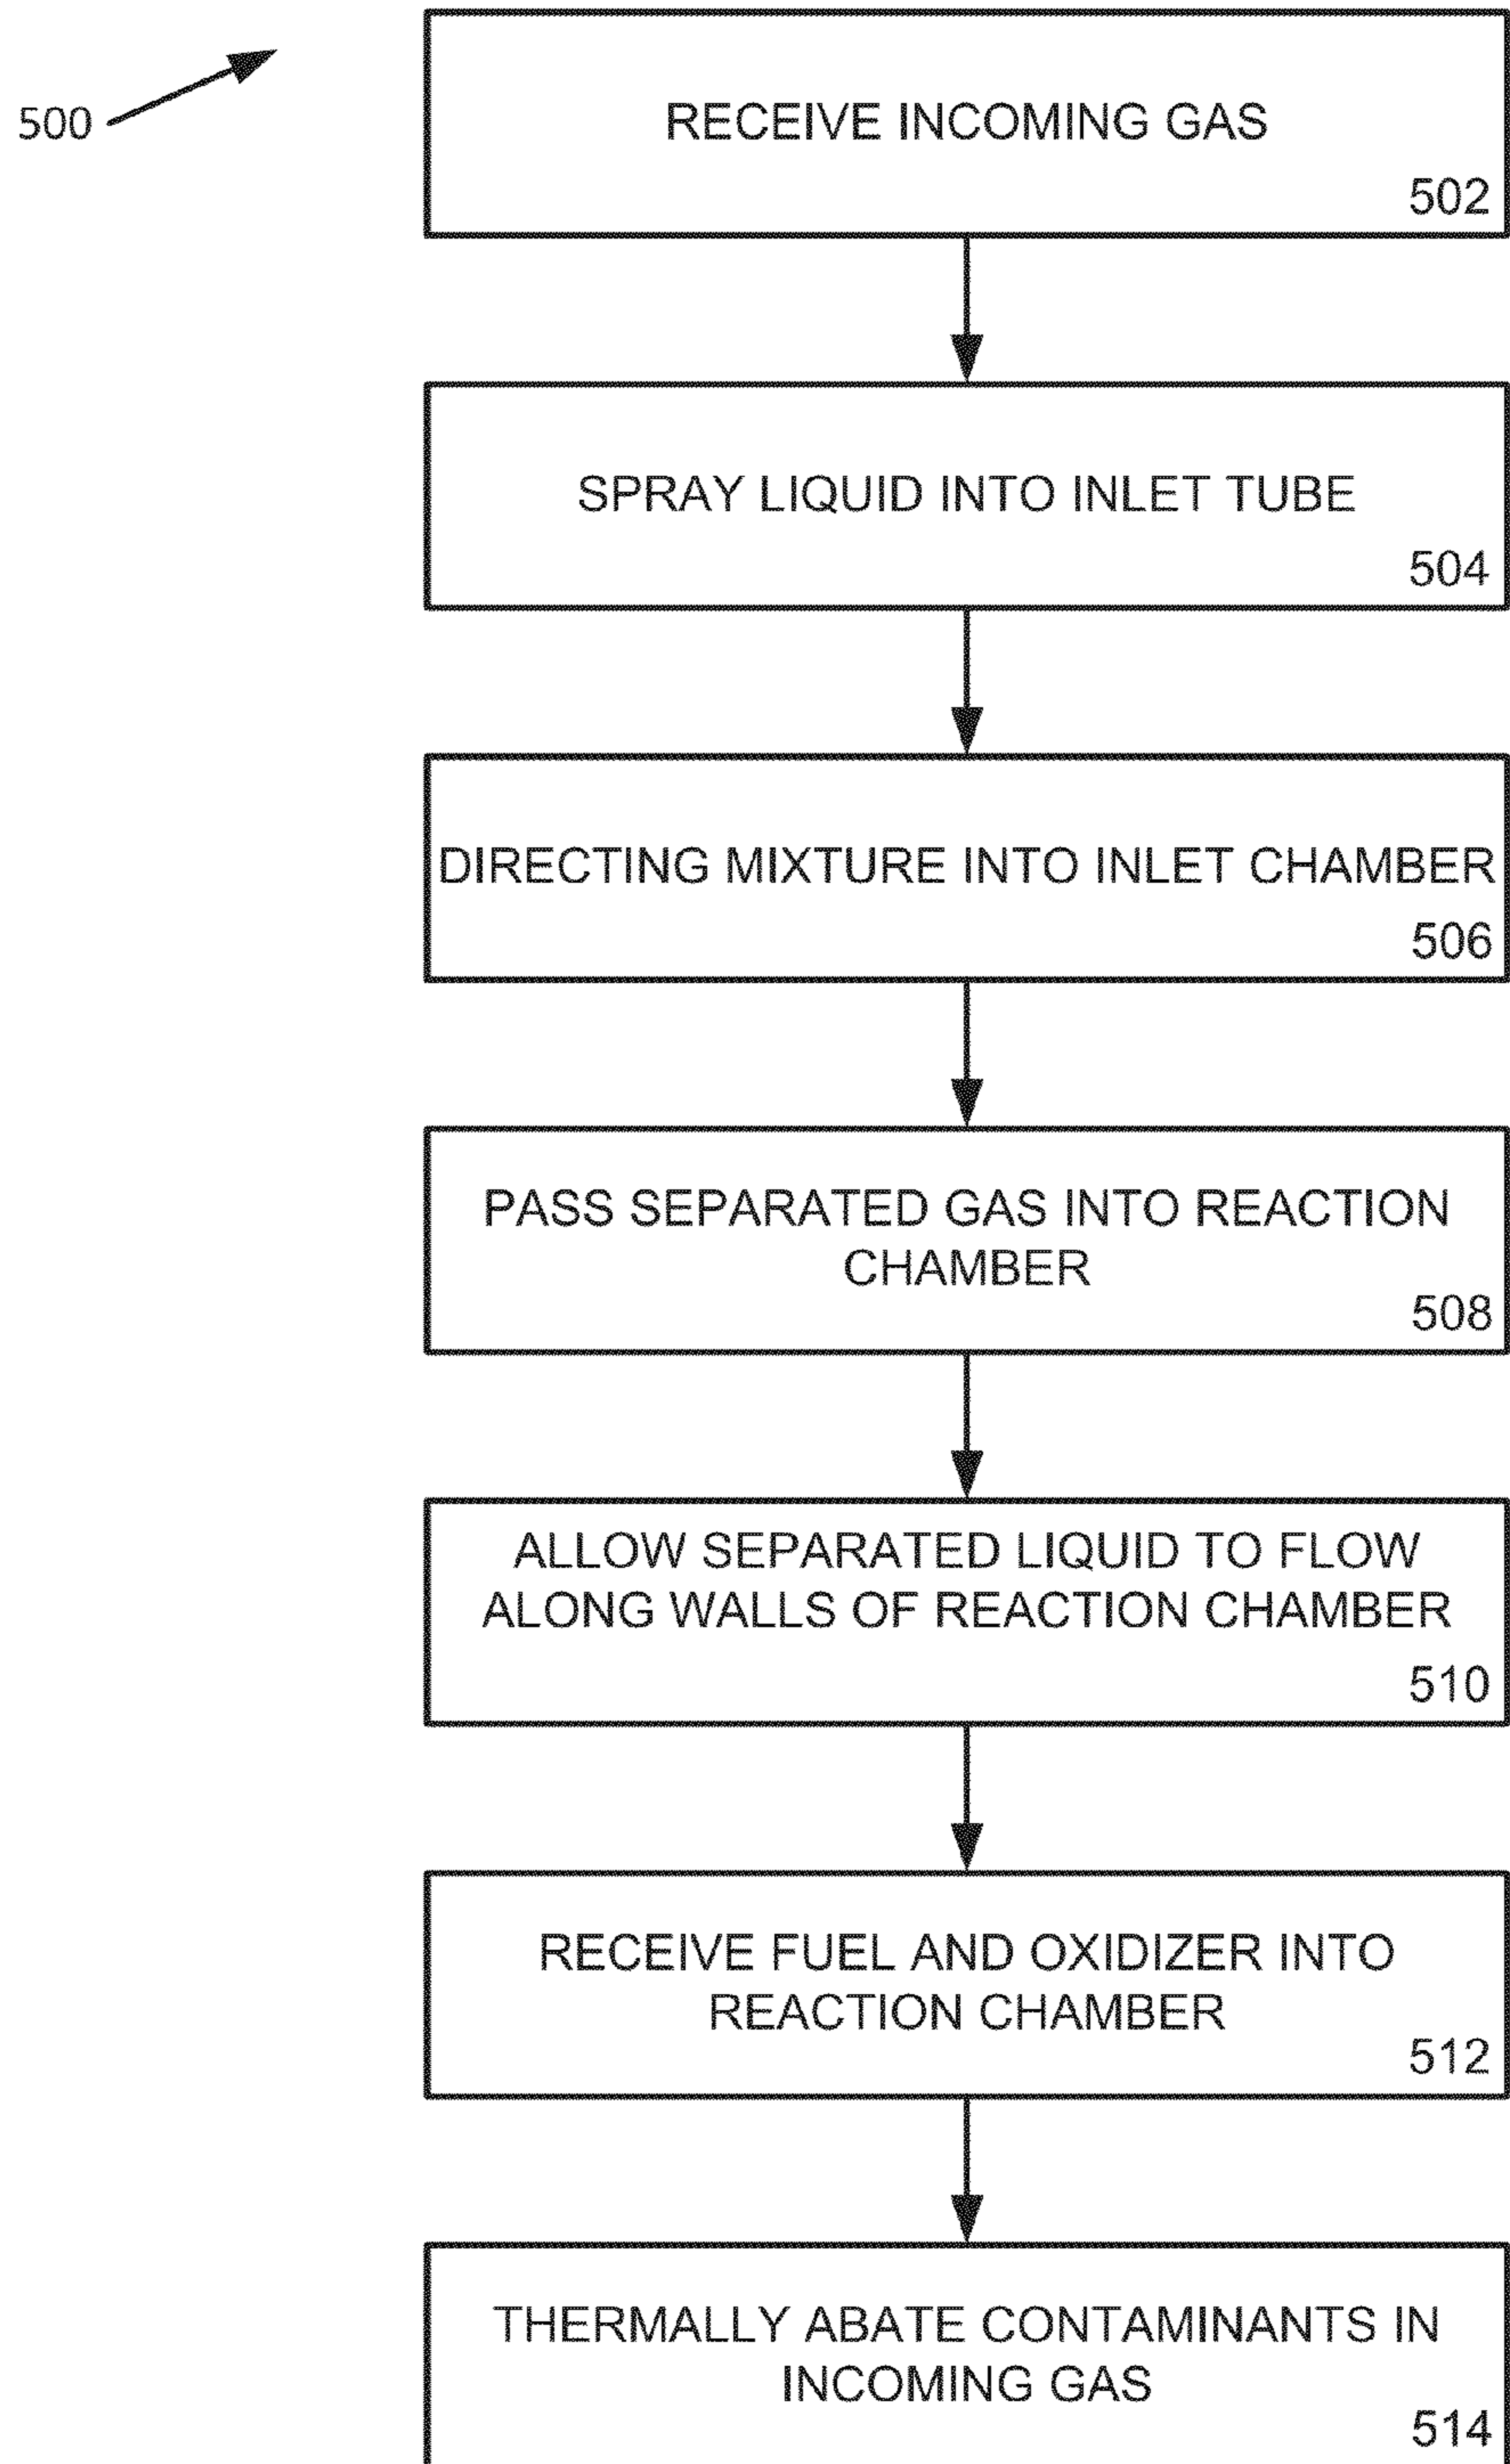 500
RECEIVE INCOMING GAS
502
SPRAY LIQUID INTO INLET TUBE
504
DIRECTING MIXTURE INTO INLET CHAMBER
506
PASS SEPARATED GAS INTO REACTION
CHAMBER
508
ALLOW SEPARATED LIQUID TO FLOW
ALONG WALLS OF REACTION CHAMBER
510
RECEIVE FUEL AND OXIDIZER INTO
REACTION CHAMBER
512
THERMALLY ABATE CONTAMINANTS IN
INCOMING GAS
514